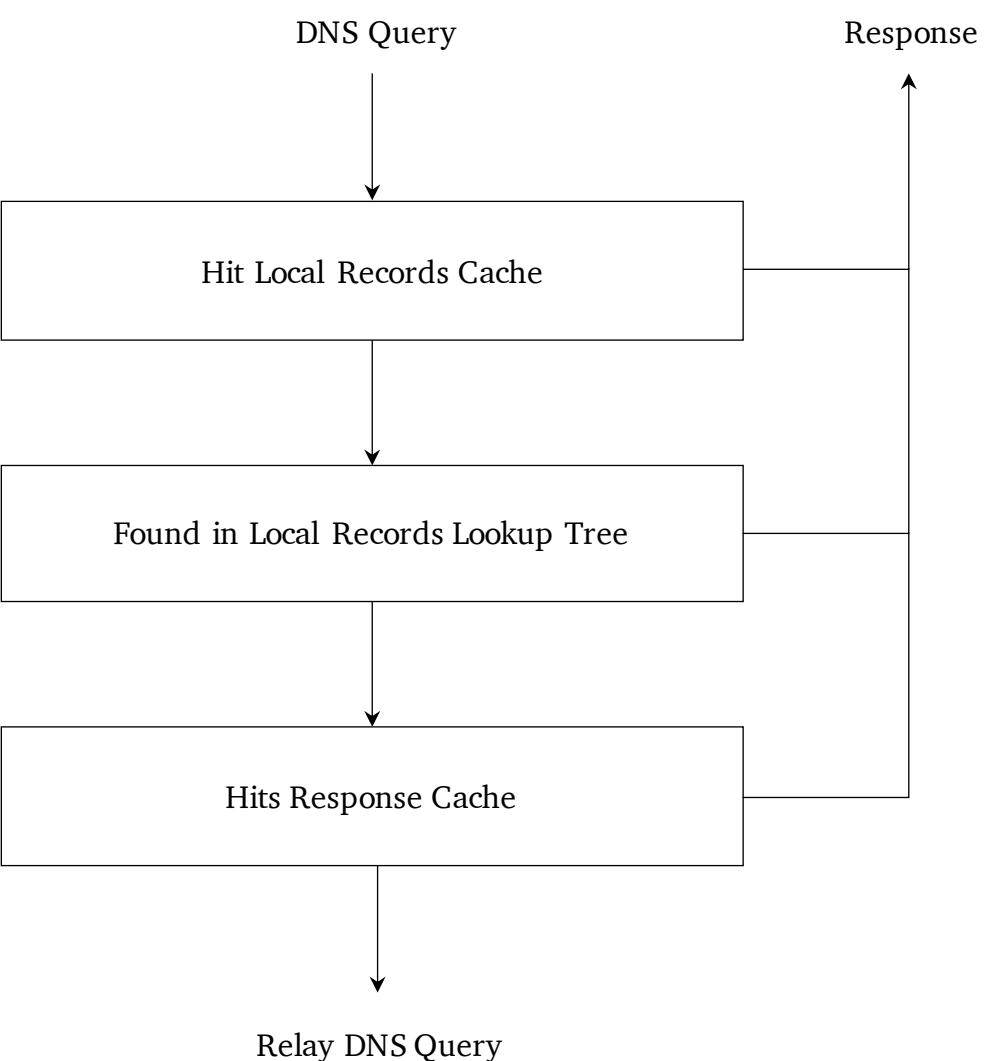 DNS Query
Response
Hit Local Records Cache
Found in Local Records Lookup Tree
Hits Response Cache
Relay DNS Query